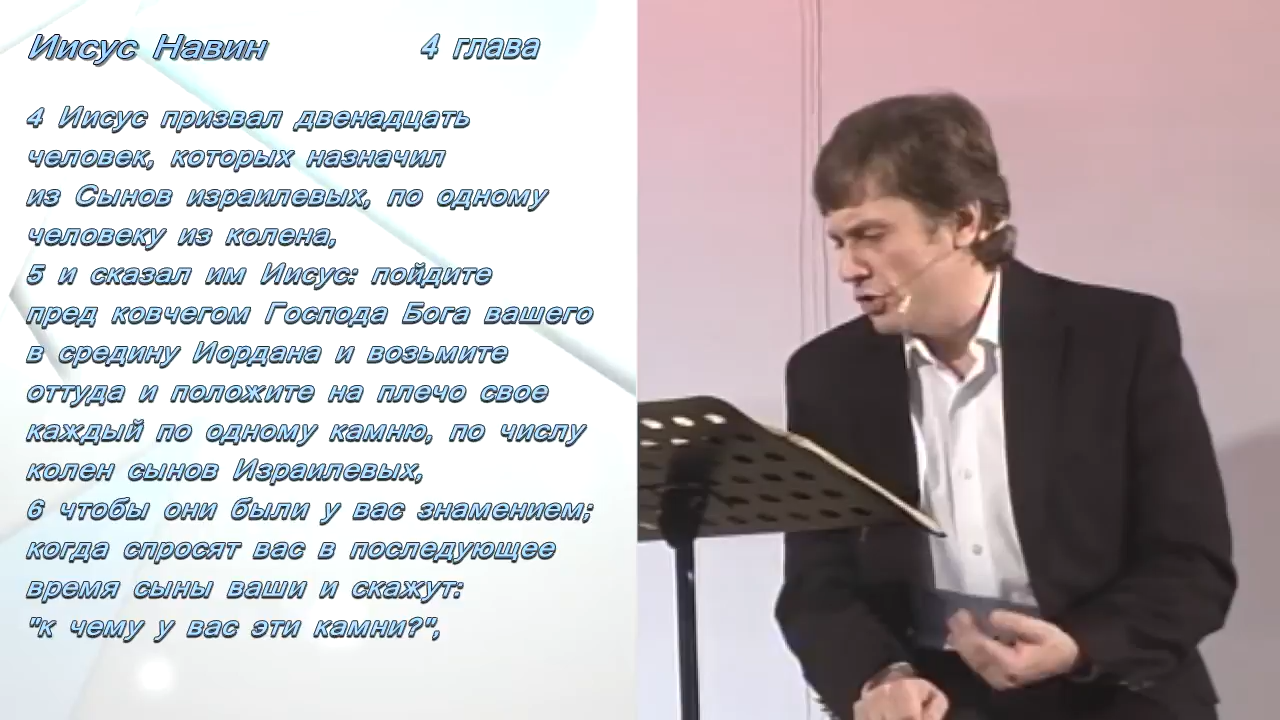 Иисус Навин 4 глава
4 Иисус призвал двенадцать
человек, которых назначил
из Сынов израилевых, по одному
человеку из колена,
5 и сказал им Иисус: пойдите
пред ковчегом Господа Бога вашего
в средину Иордана и возьмите
оттуда и положите на плечо свое
каждый по одному камню, по числу
колен сынов Израилевых,
6 чтобы они были у вас знамением;
когда спросят вас в последующее
время сыны ваши и скажут:
"к чему у вас эти камни?",